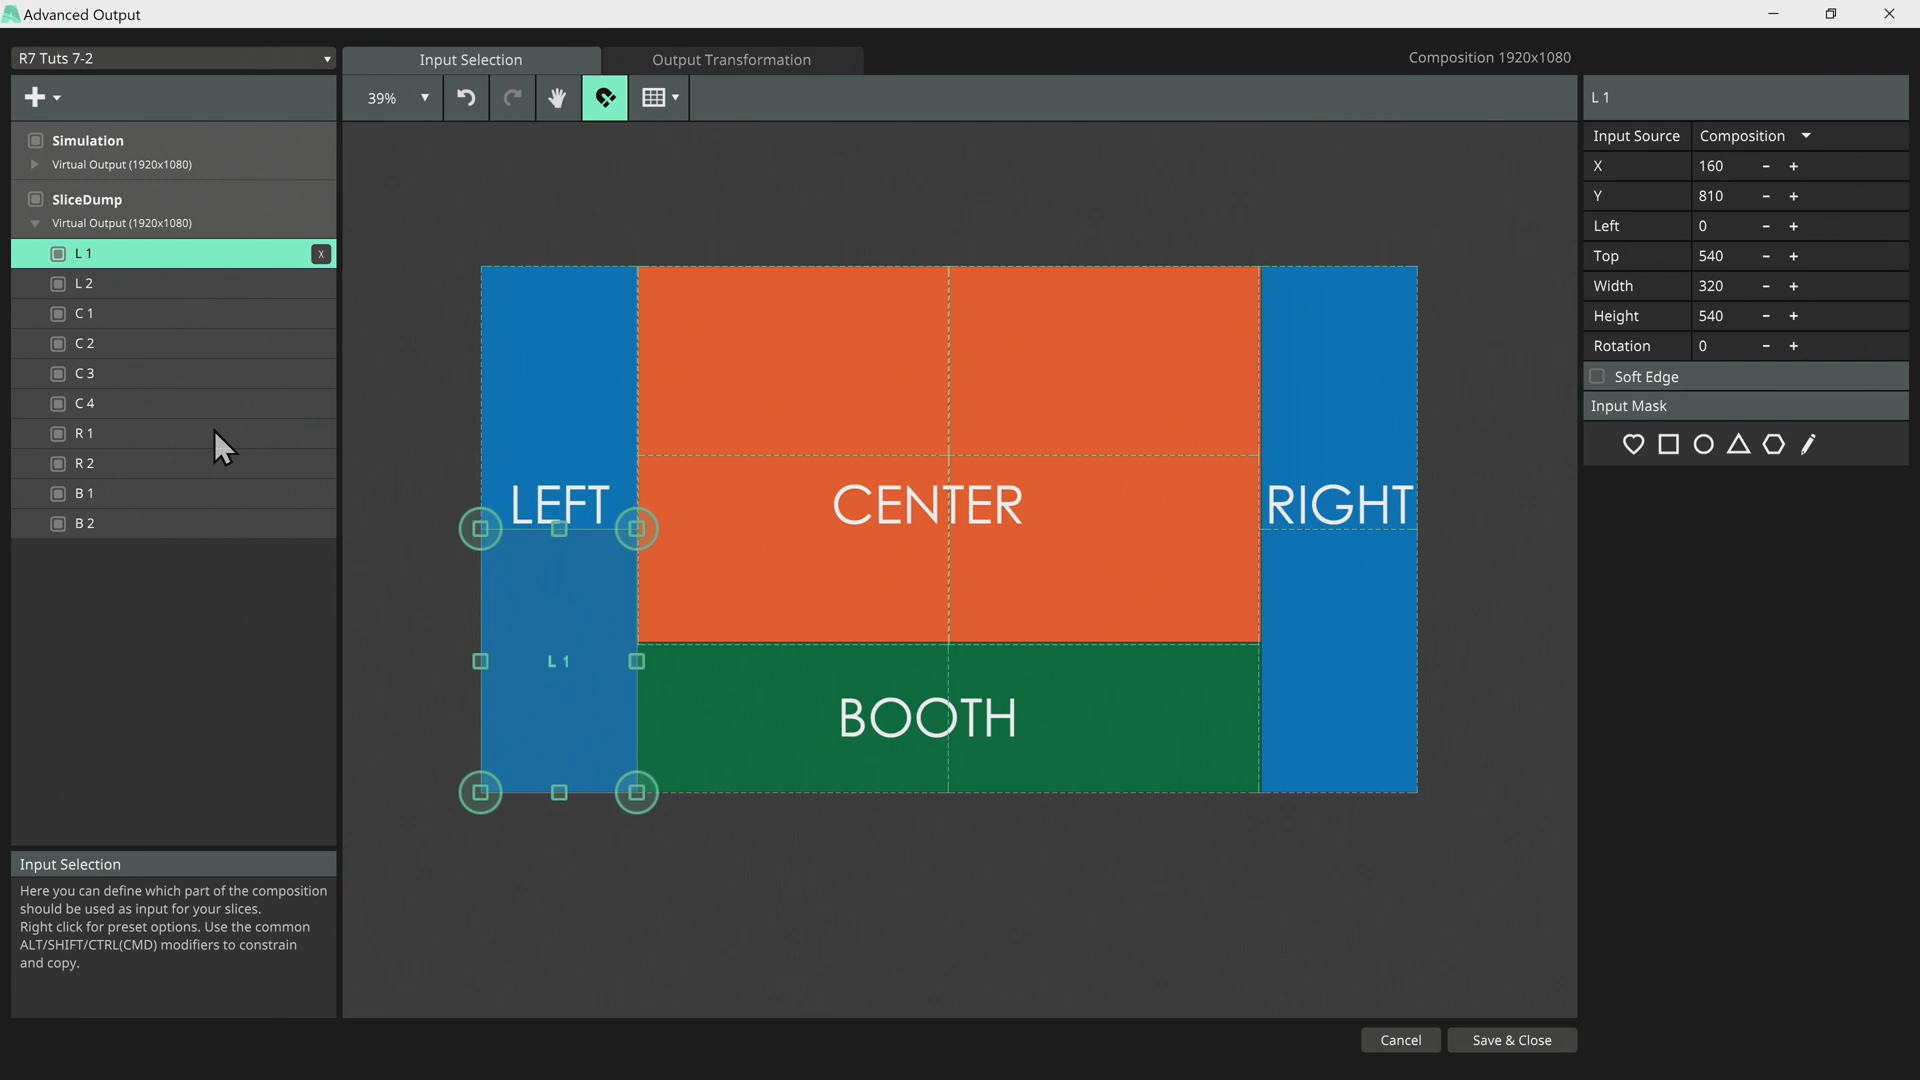 Advanced Output
R7 Tuts 7-2
Input Selection
Output Transformation
Composition 1920x1080
39%
L 1
Simulation
Virtual Output (1920x1080)
SliceDump
Virtual Output (1920x1080)
L 1
X
L 2
C 1
C 2
C 3
C 4
R 1
R 2
B 1
B 2
LEFT
CENTER
RIGHT
L 1
BOOTH
Input Source Composition
X 160 - +
Y 810 - +
Left 0 - +
Top 540 - +
Width 320 - +
Height 540 - +
Rotation 0 - +
Soft Edge
Input Mask
Input Selection
Here you can define which part of the composition
should be used as input for your slices.
Right click for preset options. Use the common
ALT/SHIFT/CTRL(CMD) modifiers to constrain
and copy.
Cancel
Save & Close